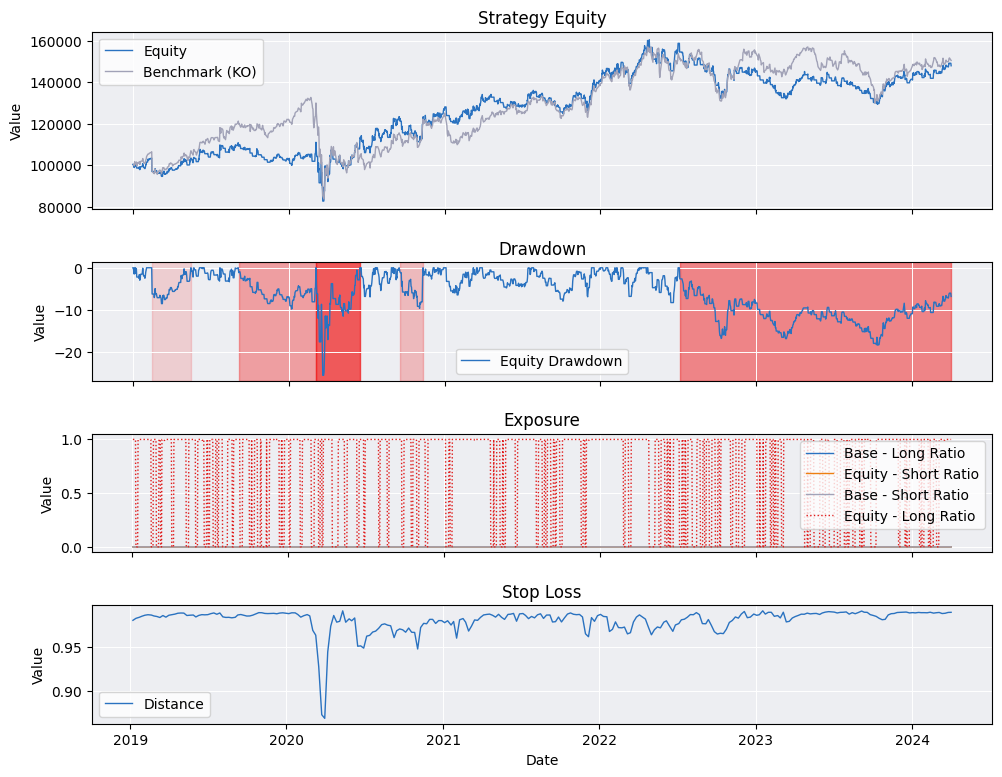 Strategy Equity
Value
160000
140000
120000
100000
80000
Equity
Benchmark (KO)
Drawdown
Value
0
−10
−20
Equity Drawdown
Exposure
Value
1.0
0.5
0.0
Base - Long Ratio
Equity - Short Ratio
Base - Short Ratio
Equity - Long Ratio
Stop Loss
Value
0.95
0.90
Distance
2019 2020 2021 2022 2023 2024
Date